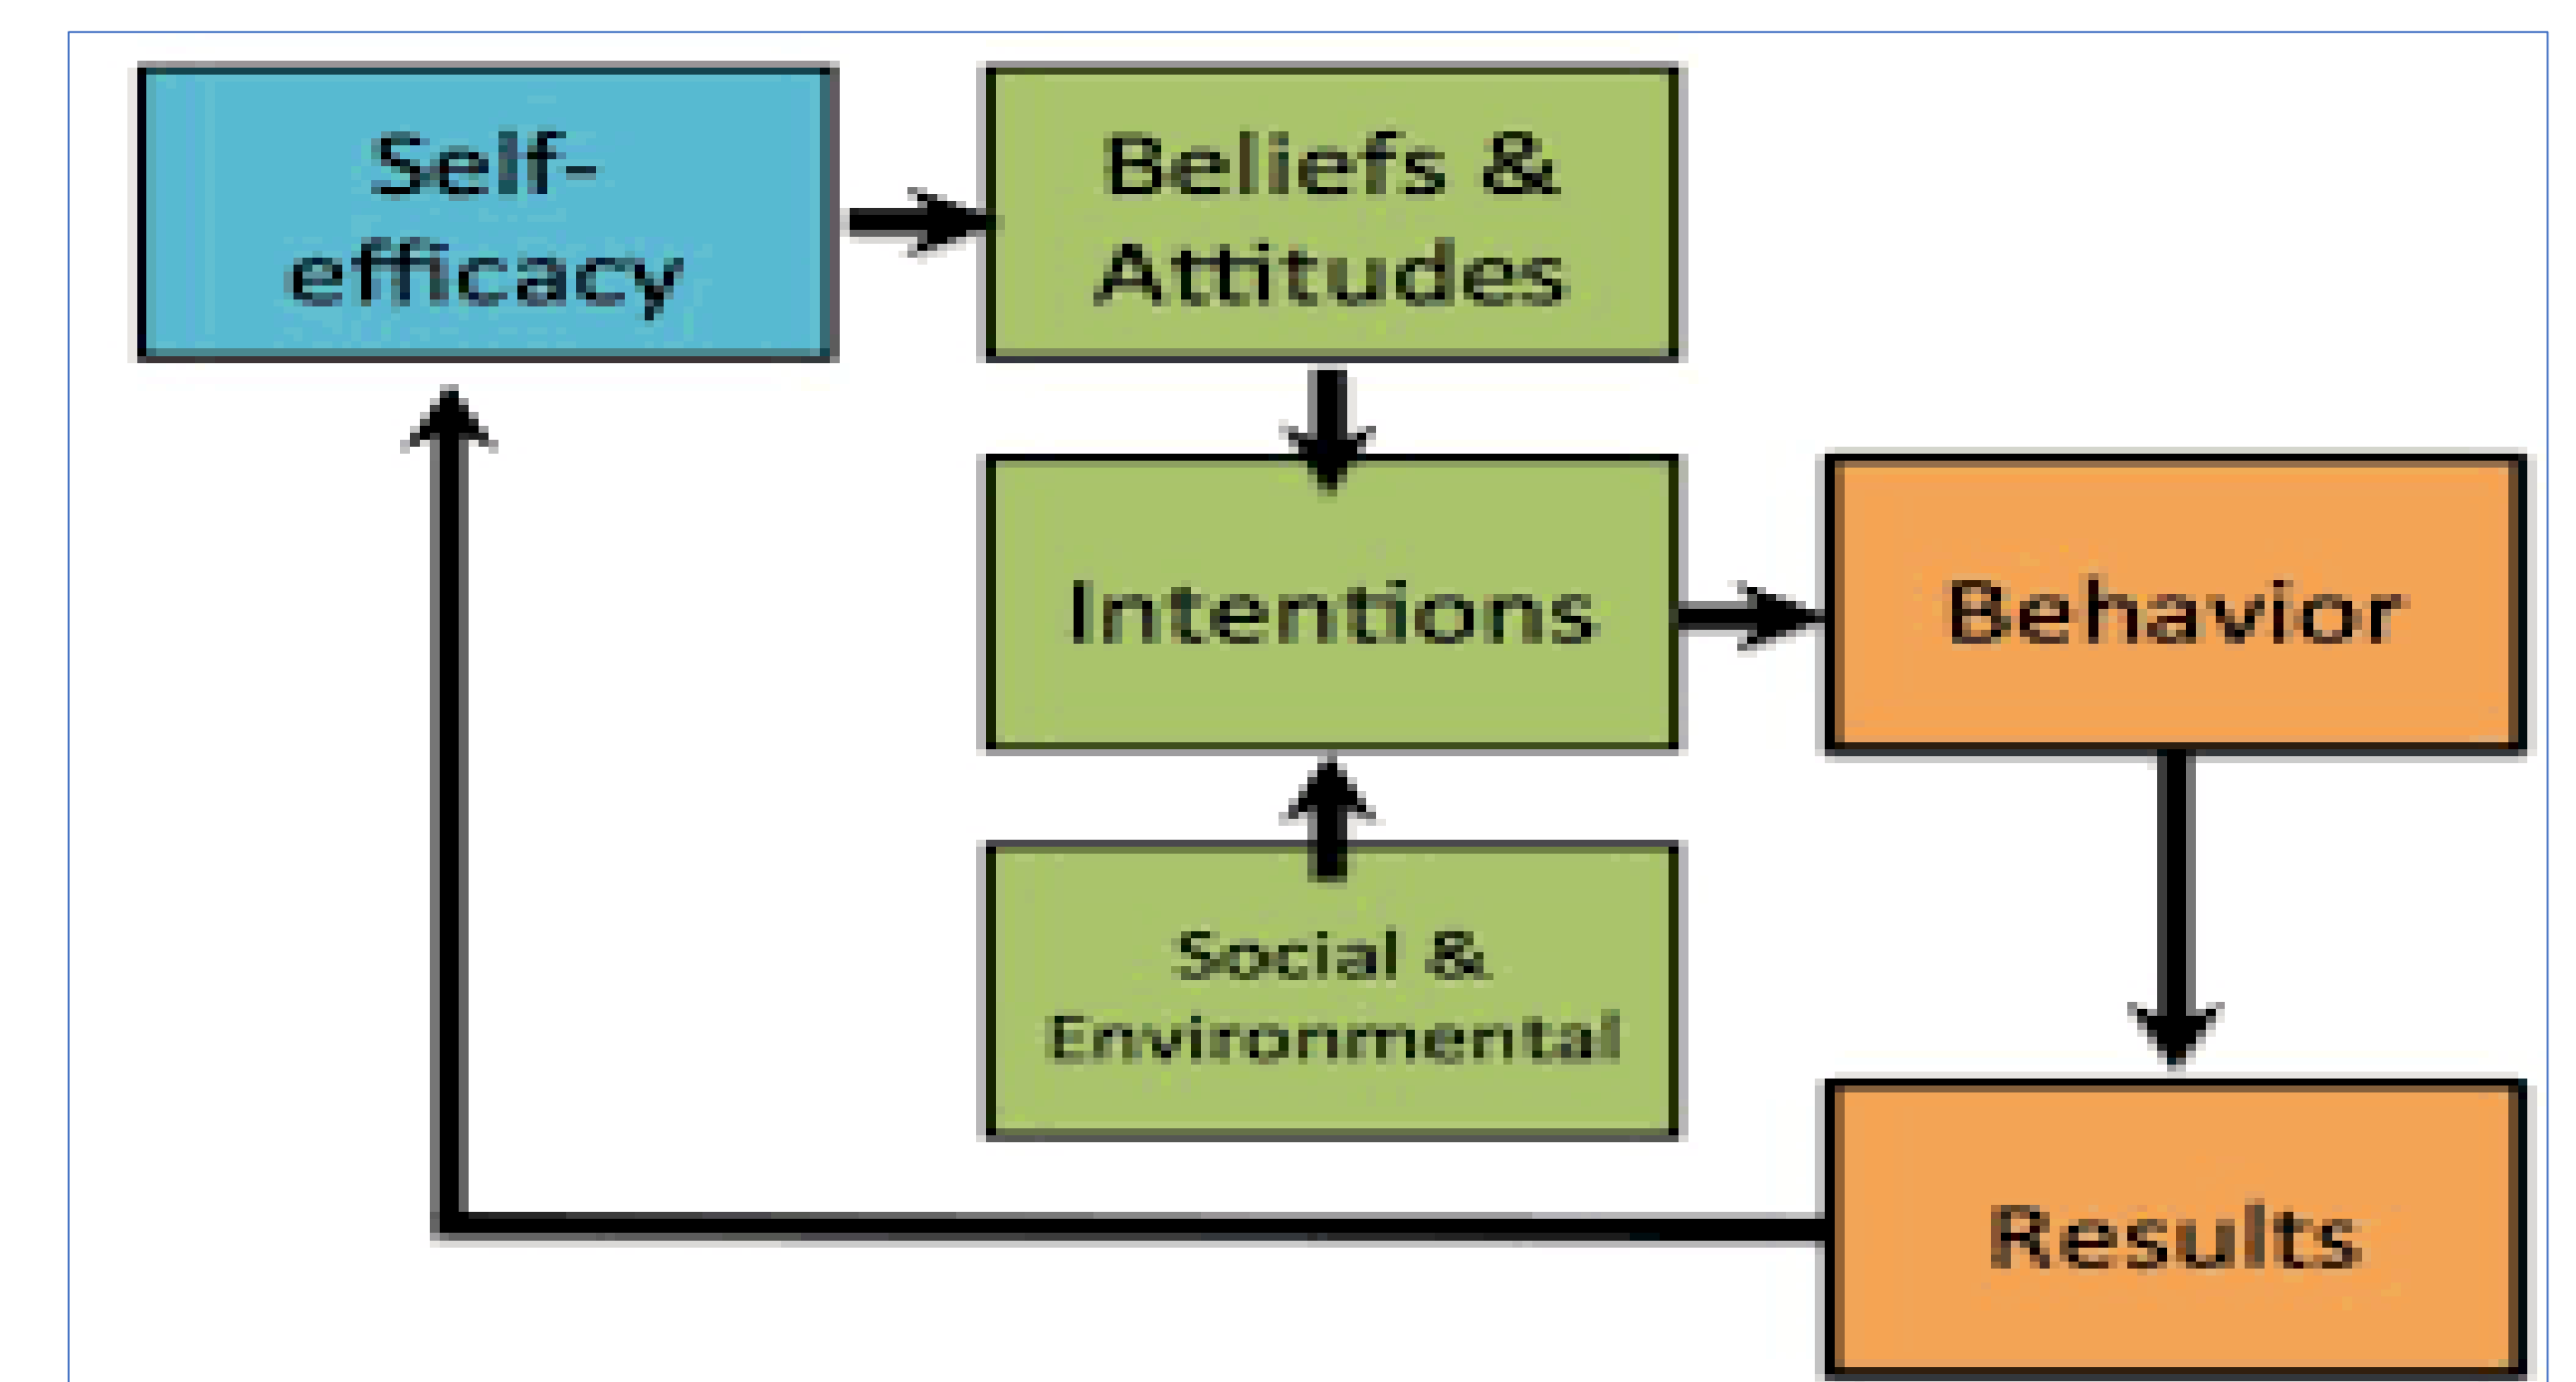 Self-
efficacy
Beliefs &
Attitudes
Intentions
Behavior
Social &
Environmental
Results